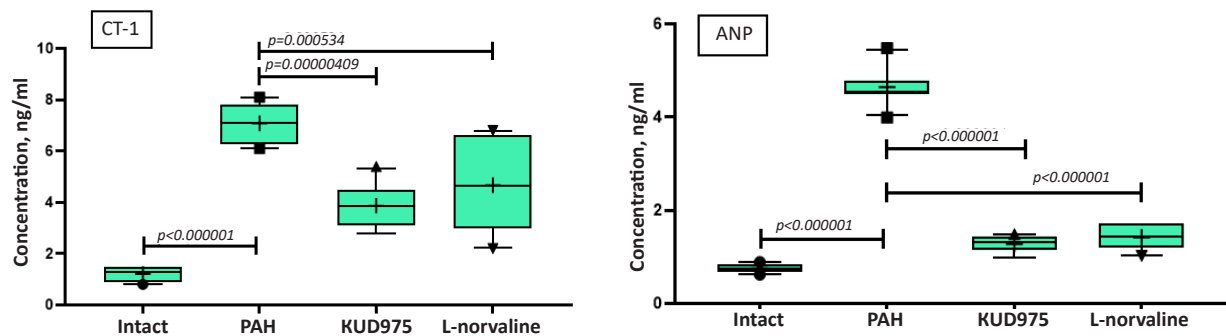 CT-1
Concentration, ng/ml
10
8
6
4
2
0
p=0.000534
p=0.00000409
p<0.000001
Intact
PAH
KUD975
L-norvaline
ANP
Concentration, ng/ml
6
4
2
0
p<0.000001
p<0.000001
p<0.000001
Intact
PAH
KUD975
L-norvaline